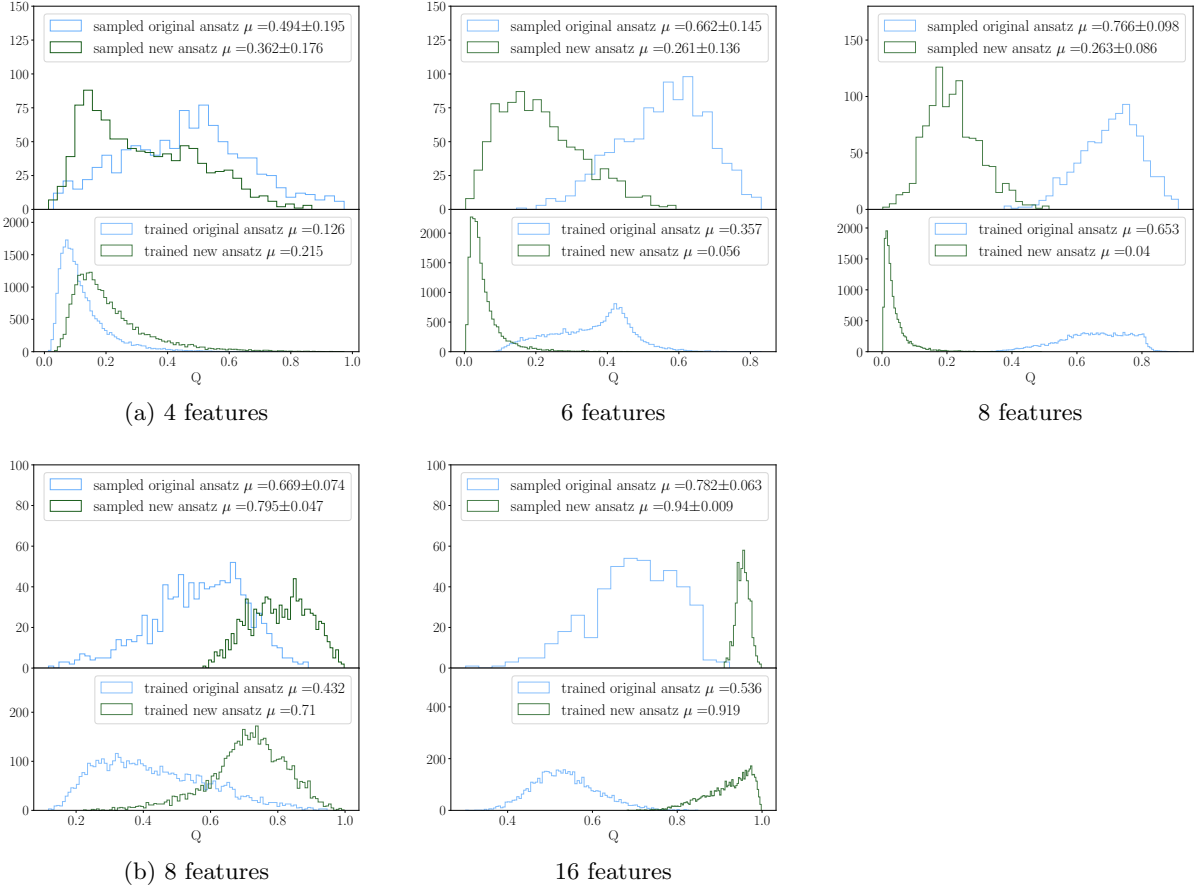 150
125
100
75
50
25
0
sampled original ansatz μ =0.494±0.195
sampled new ansatz μ =0.362±0.176
2000
1500
1000
500
0
trained original ansatz μ =0.126
trained new ansatz μ =0.215
0.0 0.2 0.4 0.6 0.8 1.0
Q
(a) 4 features
150
125
100
75
50
25
0
sampled original ansatz μ =0.662±0.145
sampled new ansatz μ =0.261±0.136
2000
1500
1000
500
0
trained original ansatz μ =0.357
trained new ansatz μ =0.056
0.0 0.2 0.4 0.6 0.8
Q
6 features
150
100
50
0
sampled original ansatz μ =0.766±0.098
sampled new ansatz μ =0.263±0.086
2000
1500
1000
500
0
trained original ansatz μ =0.653
trained new ansatz μ =0.04
0.0 0.2 0.4 0.6 0.8
Q
8 features
100
80
60
40
20
0
sampled original ansatz μ =0.669±0.074
sampled new ansatz μ =0.795±0.047
200
100
0
trained original ansatz μ =0.432
trained new ansatz μ =0.71
0.2 0.4 0.6 0.8 1.0
Q
(b) 8 features
100
80
60
40
20
0
sampled original ansatz μ =0.782±0.063
sampled new ansatz μ =0.94±0.009
400
200
0
trained original ansatz μ =0.536
trained new ansatz μ =0.919
0.4 0.6 0.8 1.0
Q
16 features